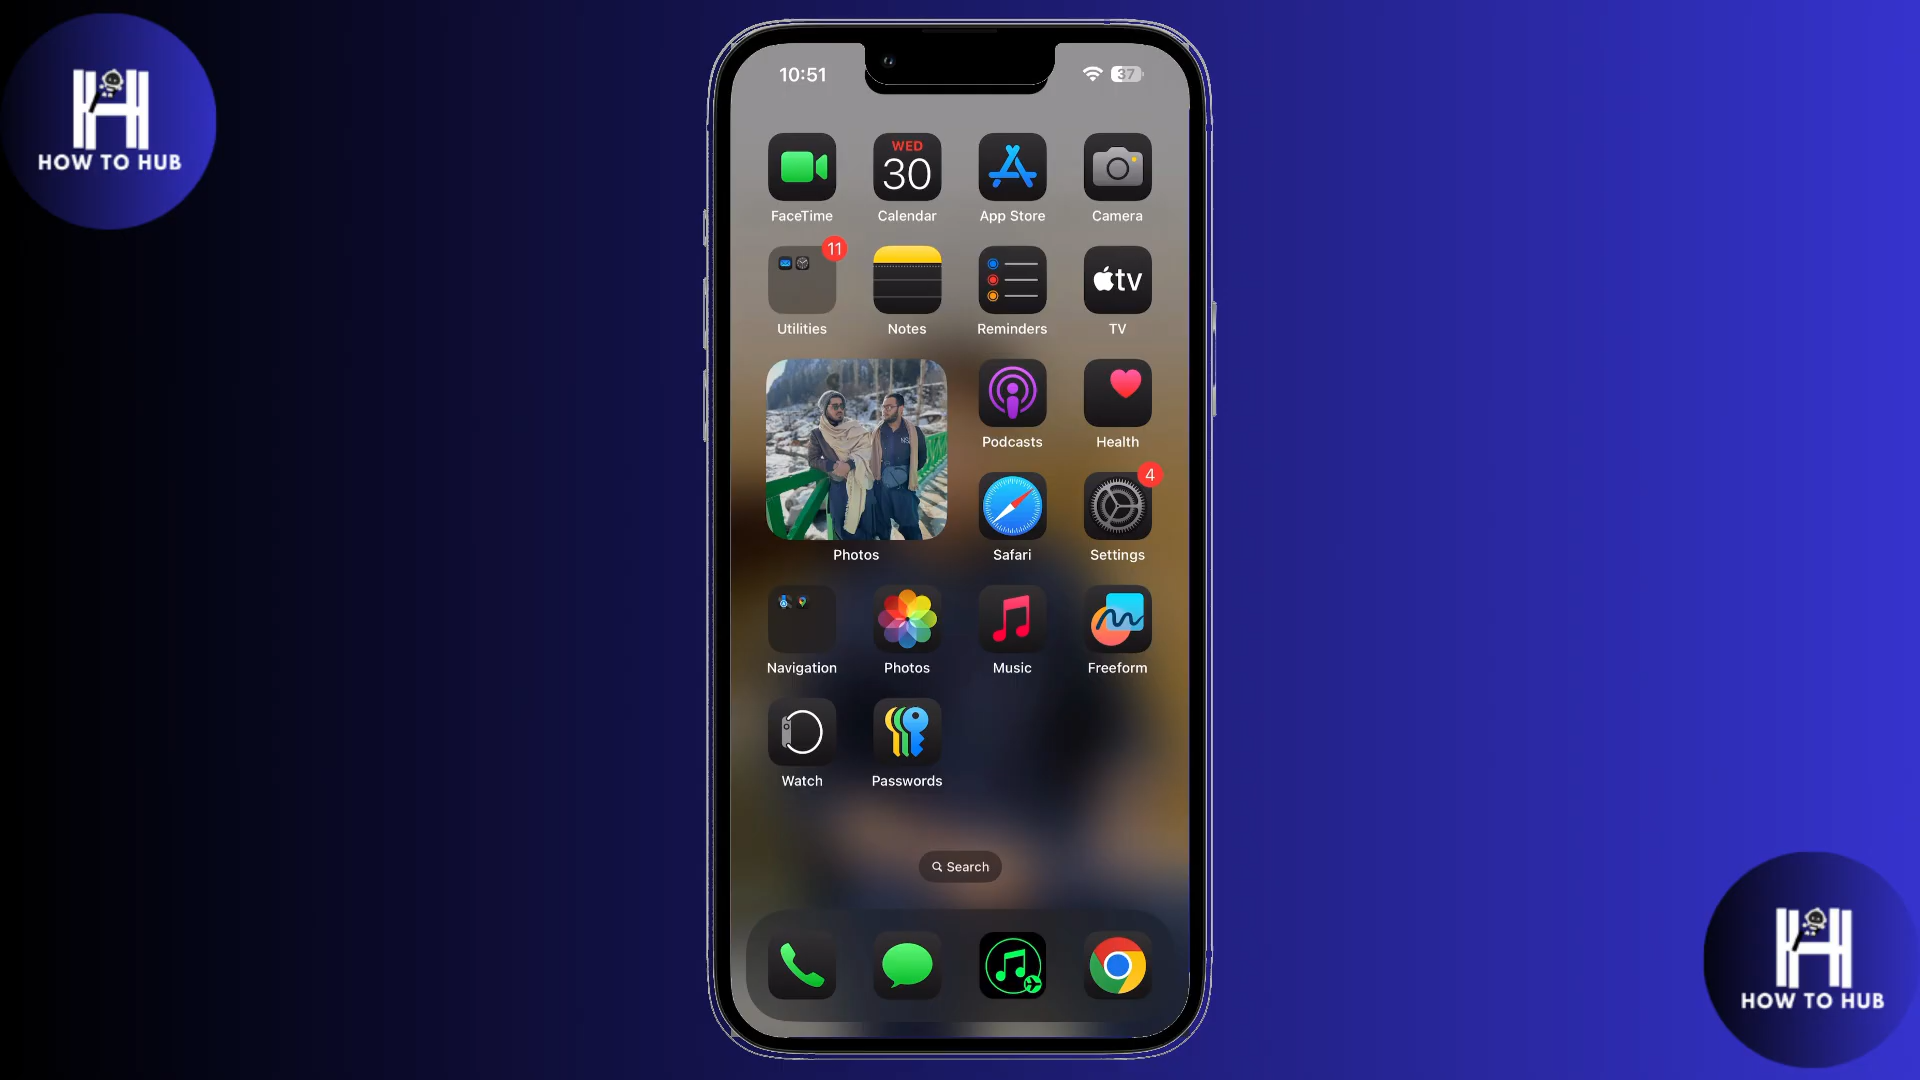 HOW TO HUB
10:51
37
WED
30
FaceTime
Calendar
App Store
Camera
11
tv
Utilities
Notes
Reminders
TV
Podcasts
Health
4
Photos
Safari
Settings
Navigation
Photos
Music
Freeform
Watch
Passwords
Search
HOW TO HUB